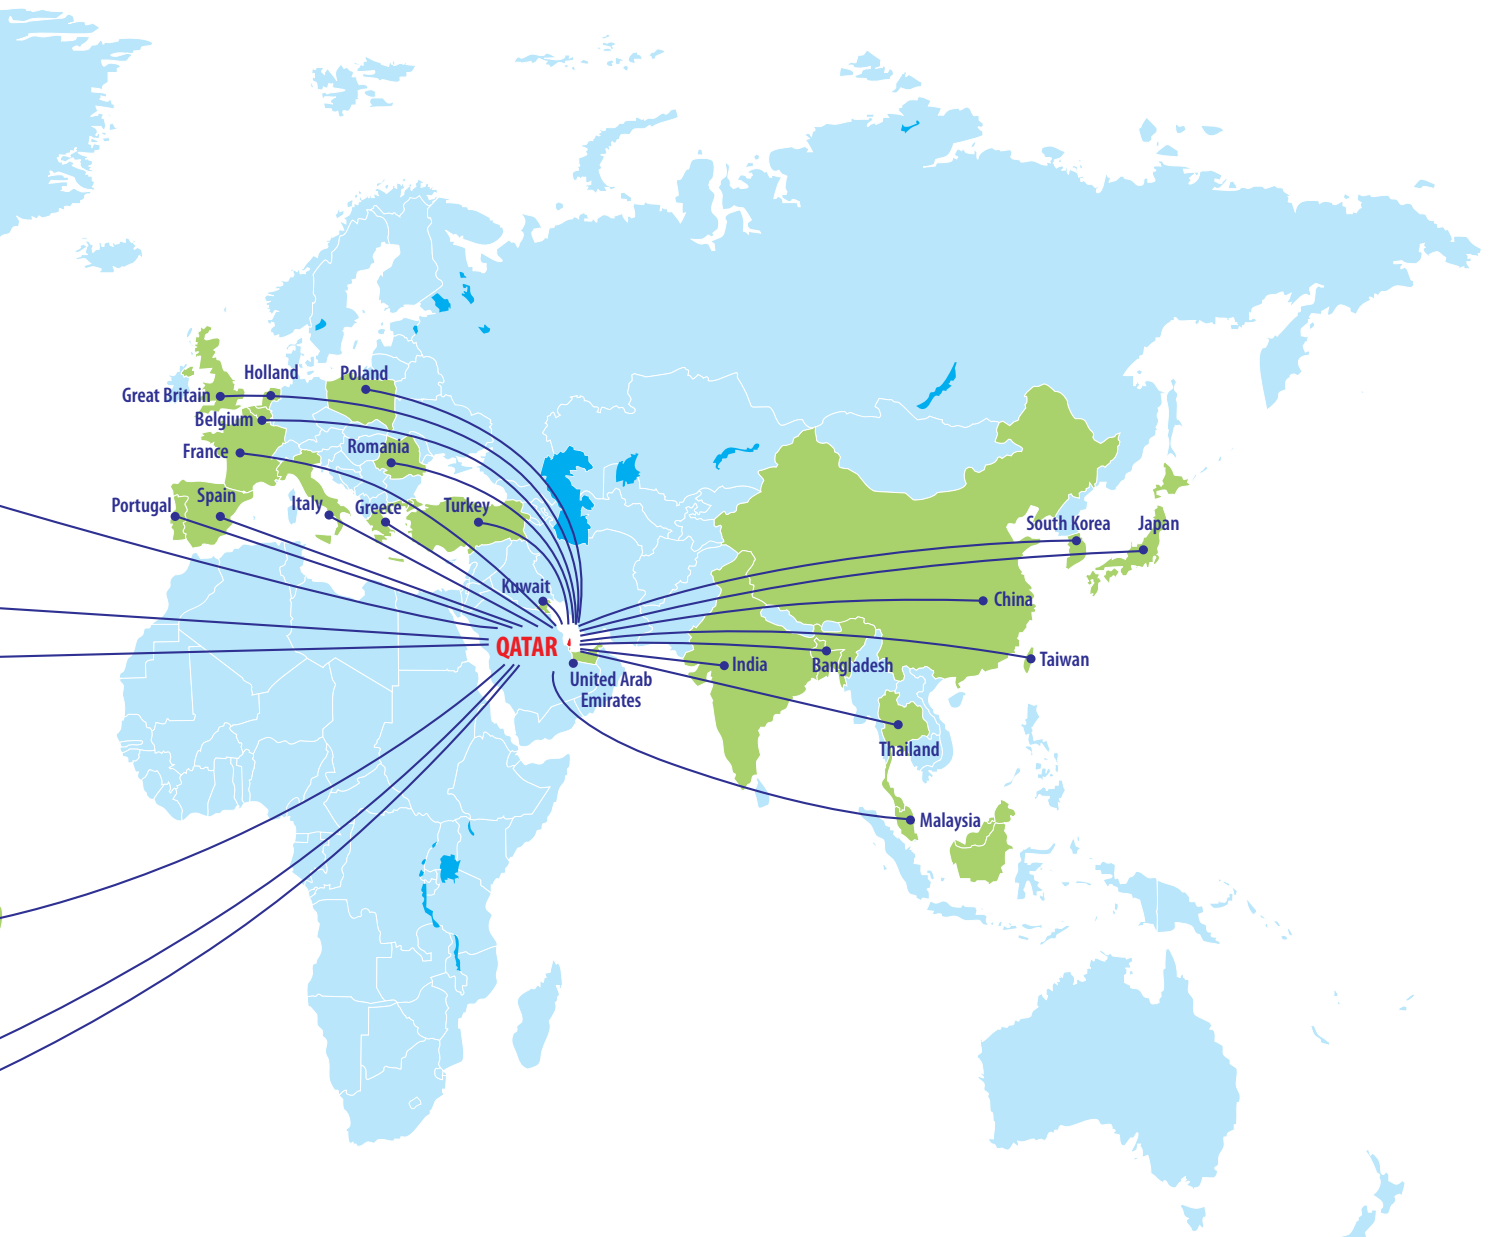 Holland
Poland
Great Britain
Belgium
Romania
France
Spain
Portugal
Italy
Greece
Turkey
South Korea
Japan
Kuwait
China
QATAR
Taiwan
India
Bangladesh
United Arab
Emirates
Thailand
Malaysia